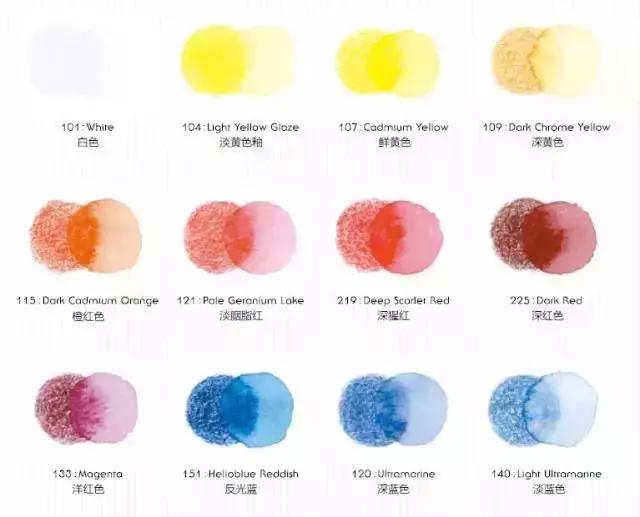 101:White
白色
104:Light Yellow Glaze
淡黄色釉
107:Cadmium Yellow
鲜黄色
109:Dark Chrome Yellow
深黄色
115:Dark Cadmium Orange
橙红色
121:Pale Geranium Lake
淡胭脂红
219:Deep Scarlet Red
深猩红
225:Dark Red
深红色
133:Magenta
洋红色
151:Helioblue Reddish
反光蓝
120:Ultramarine
深蓝色
140:Light Ultramarine
淡蓝色